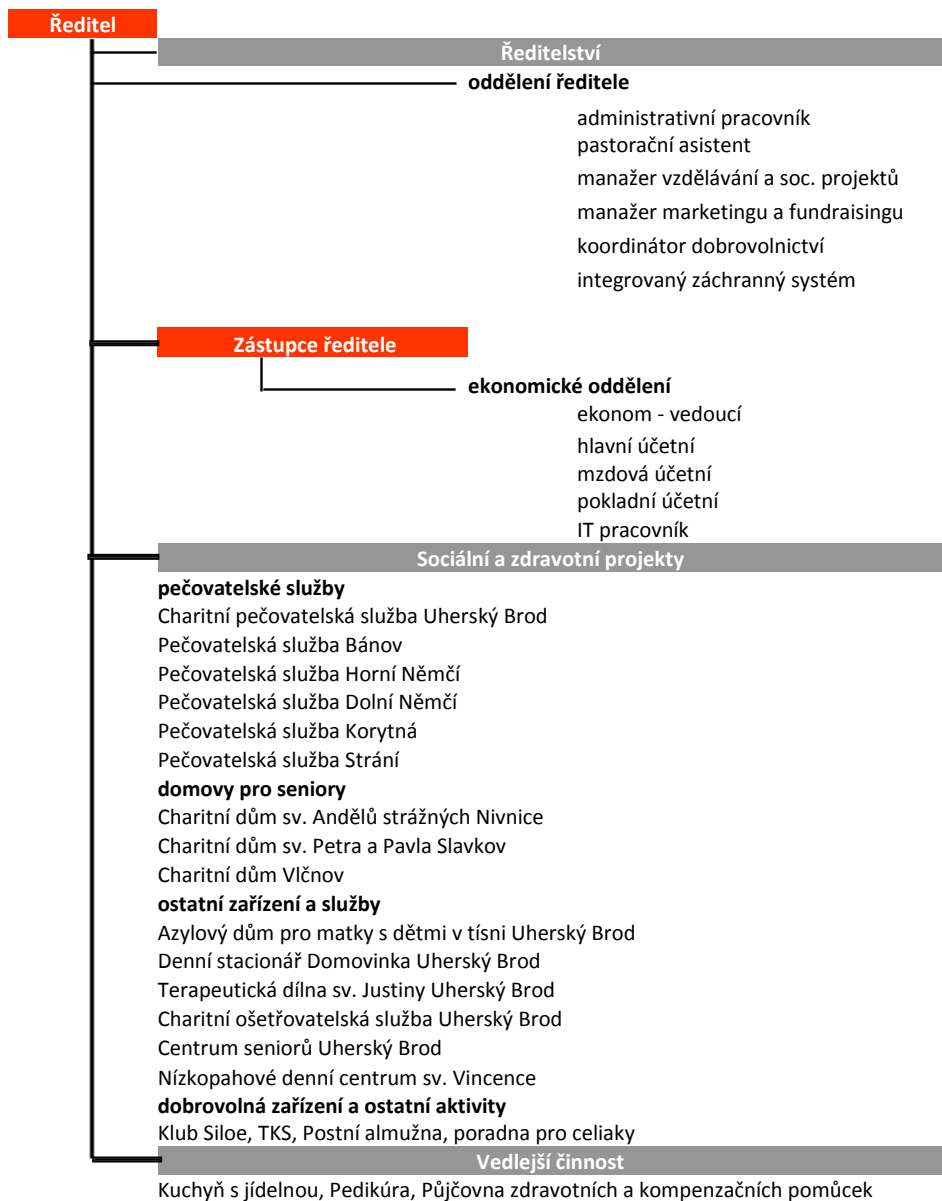 Ředitel
Ředitelství
oddělení ředitele
administrativní pracovník
pastorační asistent
manažer vzdělávání a soc. projektů
manažer marketingu a fundraisingu
koordinátor dobrovolnictví
integrovaný záchranný systém
Zástupce ředitele
ekonomické oddělení
ekonom - vedoucí
hlavní účetní
mzdová účetní
pokladní účetní
IT pracovník
Sociální a zdravotní projekty
pečovatelské služby
Charitní pečovatelská služba Uherský Brod
Pečovatelská služba Bánov
Pečovatelská služba Horní Němčí
Pečovatelská služba Dolní Němčí
Pečovatelská služba Korytná
Pečovatelská služba Strání
domovy pro seniory
Charitní dům sv. Andělů strážných Nivnice
Charitní dům sv. Petra a Pavla Slavkov
Charitní dům Vlčnov
ostatní zařízení a služby
Azylový dům pro matky s dětmi v tísni Uherský Brod
Denní stacionář Domovinka Uherský Brod
Terapeutická dílna sv. Justiny Uherský Brod
Charitní ošetřovatelská služba Uherský Brod
Centrum seniorů Uherský Brod
Nízkopahové denní centrum sv. Vincence
dobrovolná zařízení a ostatní aktivity
Klub Siloe, TKS, Postní almužna, poradna pro celiaky
Vedlejší činnost
Kuchyň s jídelnou, Pedikúra, Půjčovna zdravotních a kompenzačních pomůcek